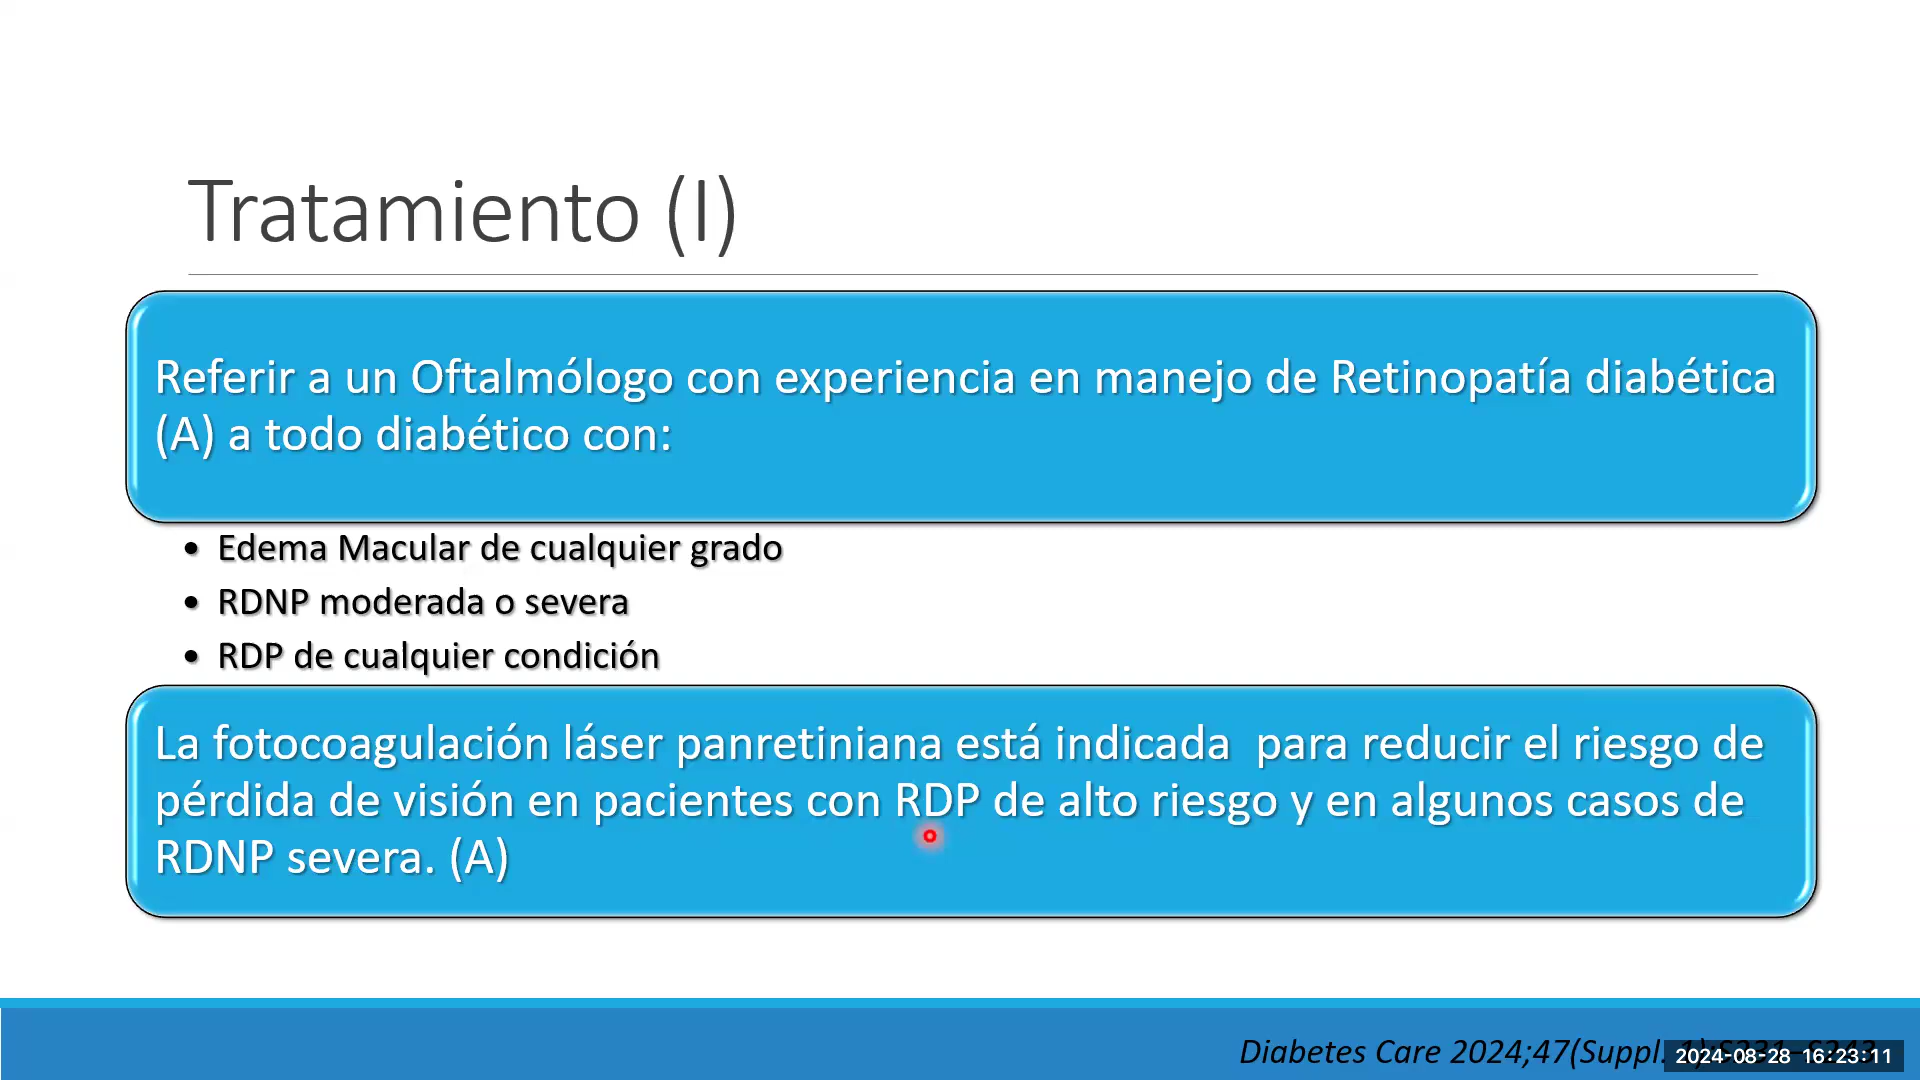 Tratamiento (I)
Referir a un Oftalmólogo con experiencia en manejo de Retinopatía diabética
(A) a todo diabético con:
• Edema Macular de cualquier grado
• RDNP moderada o severa
• RDP de cualquier condición
La fotocoagulación láser panretiniana está indicada  para reducir el riesgo de
pérdida de visión en pacientes con RDP de alto riesgo y en algunos casos de
RDNP severa. (A)
Diabetes Care 2024;47(Suppl.
2024-08-28 16:23:11